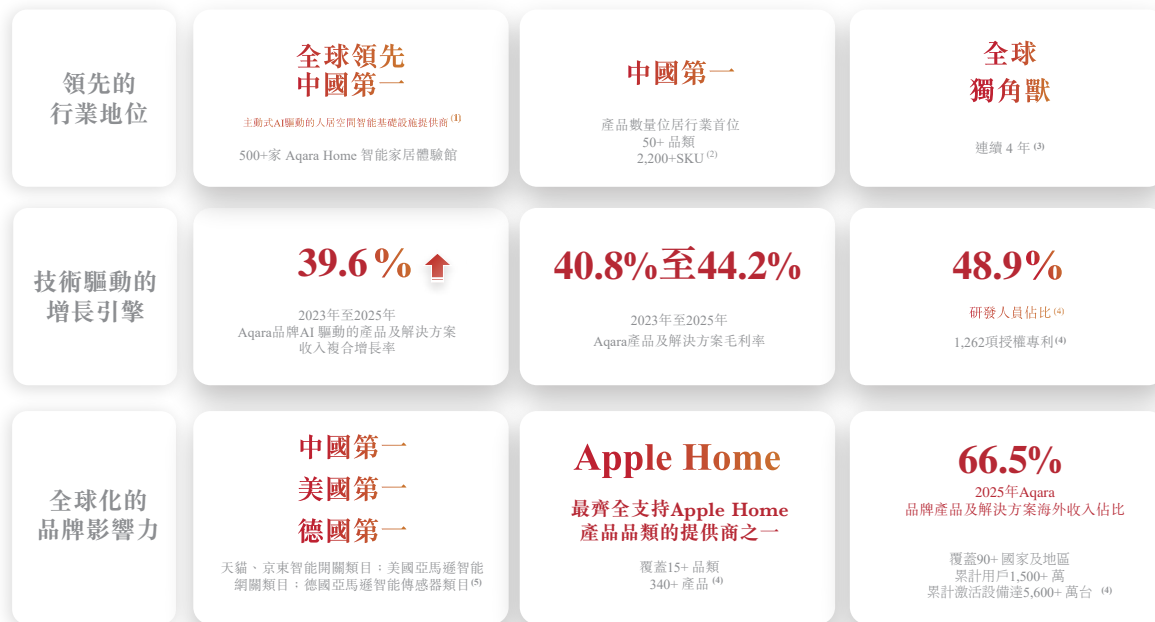 領先的
行業地位
全球領先
中國第一
主動式AI驅動的人居空間智能基礎設施提供商 (1)
500+家 Aqara Home 智能家居體驗館
中國第一
產品數量位居行業首位
50+ 品類
2,200+SKU (2)
全球
獨角獸
連續 4 年 (3)
技術驅動的
增長引擎
39.6%
2023年至2025年
Aqara品牌AI 驅動的產品及解決方案
收入複合增長率
40.8%至44.2%
2023年至2025年
Aqara產品及解決方案毛利率
48.9%
研發人員佔比 (4)
1,262項授權專利(4)
全球化的
品牌影響力
中國第一
美國第一
德國第一
天貓、京東智能開關類目；美國亞馬遜智能
網關類目；德國亞馬遜智能傳感器類目(5)
Apple Home
最齊全支持Apple Home
產品品類的提供商之一
覆蓋15+ 品類
340+ 產品 (4)
66.5%
2025年Aqara
品牌產品及解決方案海外收入佔比
覆蓋90+ 國家及地區
累計用戶1,500+ 萬
累計激活設備達5,600+ 萬台 (4)